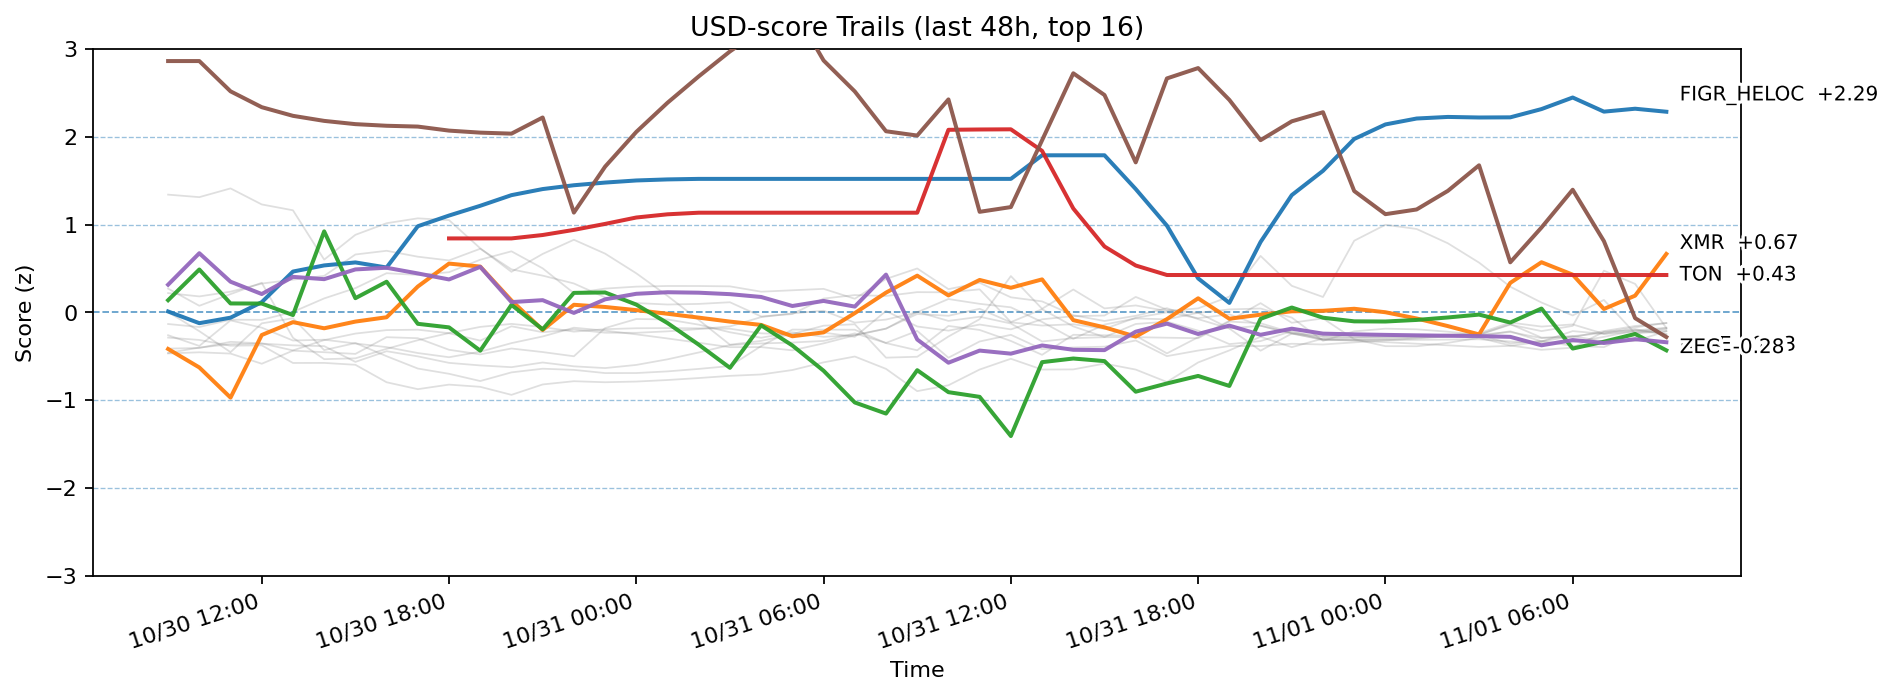 USD-score Trails (last 48h, top 16)
Score (z)
3
2
1
0
−1
−2
−3
FIGR_HELOC +2.29
XMR +0.67
TON +0.43
ZEC
10/30 12:00
10/30 18:00
10/31 00:00
10/31 06:00
10/31 12:00
10/31 18:00
11/01 00:00
11/01 06:00
Time